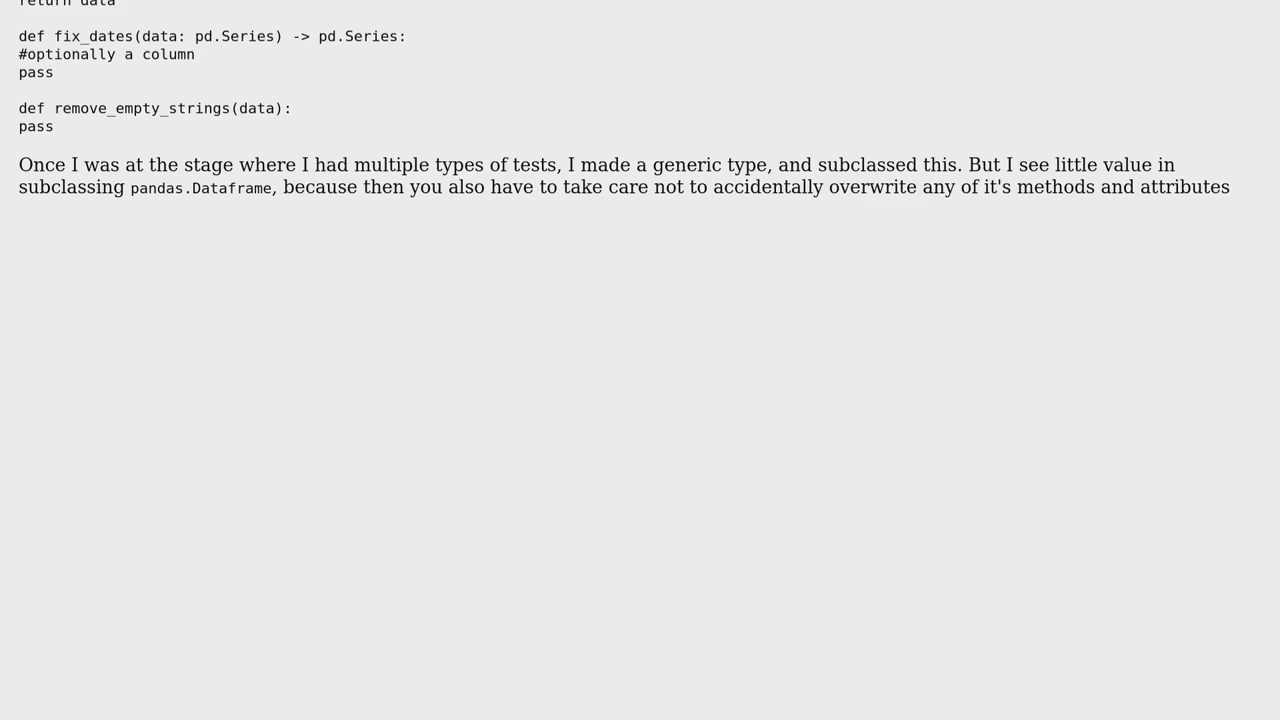 return data
def fix_dates(data: pd.Series) -> pd.Series:
#optionally a column
pass
def remove_empty_strings(data):
pass
Once I was at the stage where I had multiple types of tests, I made a generic type, and subclassed this. But I see little value in
subclassing pandas.Dataframe, because then you also have to take care not to accidentally overwrite any of it's methods and attributes